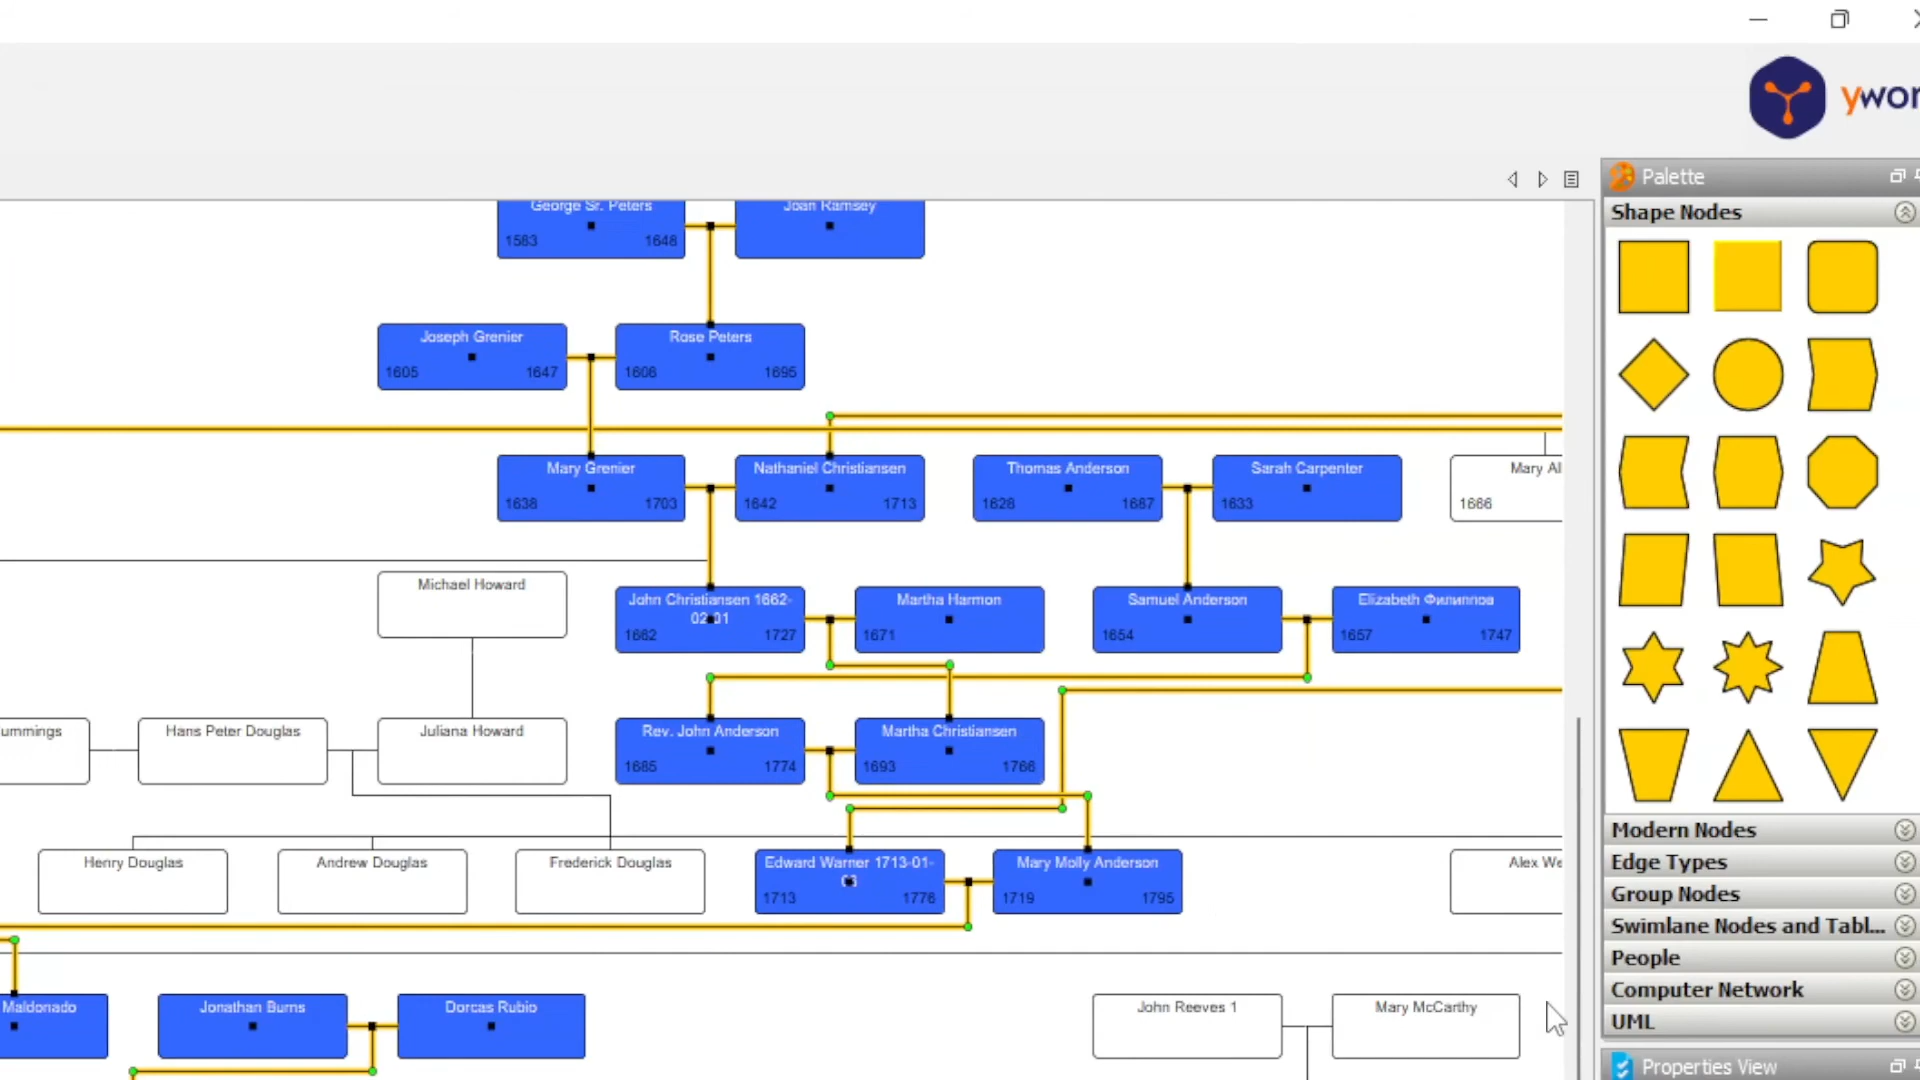 ywor
Palette
Shape Nodes
George Sr. Peters
1583 1648
Joan Ramsey
Joseph Grenier
1605 1647
Rose Peters
1606 1695
Mary Grenier
1638 1703
Nathaniel Christiansen
1642 1713
Thomas Anderson
1628 1687
Sarah Carpenter
1633
Mary Al
1666
Michael Howard
John Christiansen 1662-
02-01
1662 1727
Martha Harmon
1671
Samuel Anderson
1654
Elizabeth Филиппов
1657 1747
ummings
Hans Peter Douglas
Juliana Howard
Rev. John Anderson
1685 1774
Martha Christiansen
1693 1766
Henry Douglas
Andrew Douglas
Frederick Douglas
Edward Warner 1713-01-
1713 1776
Mary Molly Anderson
1719 1795
Alex We
Maldonado
Jonathan Burns
Dorcas Rubio
John Reeves 1
Mary McCarthy
Modern Nodes
Edge Types
Group Nodes
Swimlane Nodes and Tabl...
People
Computer Network
UML
Properties View